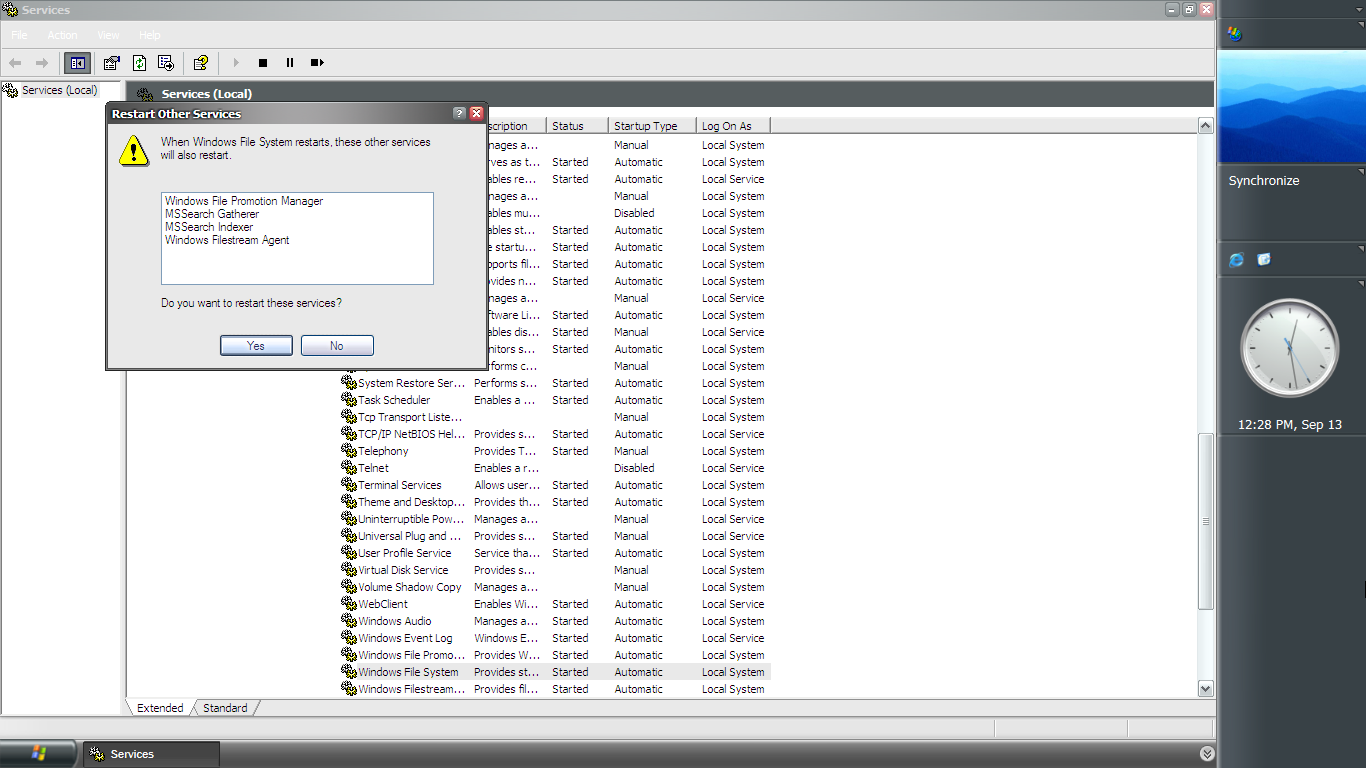 Services
File Action View Help
Services (Local)
Services (Local)
Restart Other Services
When Windows File System restarts, these other services
will also restart.
Windows File Promotion Manager
MSSearch Gatherer
MSSearch Indexer
Windows Filestream Agent
Do you want to restart these services?
Yes No
scription Status Startup Type Log On As
nages a... Manual Local System
rves as t... Started Automatic Local System
ables re... Started Automatic Local Service
nages a... Manual Local System
ables mu... Disabled Local System
ables st... Started Automatic Local System
e startu... Started Automatic Local System
pports fil... Started Automatic Local System
ovides n... Started Automatic Local System
nages a... Manual Local Service
ftware Li... Started Automatic Local System
ables dis... Started Manual Local Service
nitors s... Started Automatic Local System
rforms c... Manual Local System
System Restore Ser... Performs s... Started Automatic Local System
Task Scheduler Enables a ... Started Automatic Local System
Tcp Transport Liste... Manual Local System
TCP/IP NetBIOS Hel... Provides s... Started Automatic Local Service
Telephony Provides T... Started Manual Local System
Telnet Enables a r... Disabled Local Service
Terminal Services Allows user... Started Automatic Local System
Theme and Desktop... Provides th... Started Automatic Local System
Uninterruptible Pow... Manages a... Manual Local Service
Universal Plug and ... Provides s... Started Manual Local Service
User Profile Service Service tha... Started Automatic Local System
Virtual Disk Service Provides s... Manual Local System
Volume Shadow Copy Manages a... Manual Local System
WebClient Enables Wi... Started Automatic Local Service
Windows Audio Manages a... Started Automatic Local System
Windows Event Log Windows E... Started Automatic Local Service
Windows File Promo... Provides W... Started Automatic Local System
Windows File System Provides st... Started Automatic Local System
Windows Filestream... Provides fil... Started Automatic Local System
Extended Standard
Services
Synchronize
12:28 PM, Sep 13